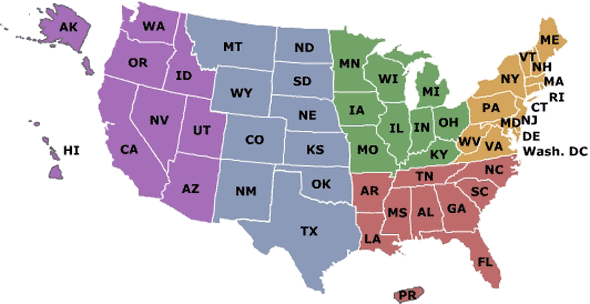 AK
WA
MT
ND
ME
VT
NH
OR
MN
ID
SD
WI
NY
MA
MI
WY
RI
PA
CT
IA
NE
NV
OH
NJ
MD
IL
IN
UT
DE
CO
WV
VA
HI
CA
KS
MO
KY
Wash. DC
NC
TN
OK
AZ
NM
AR
SC
MS
AL
GA
TX
LA
FL
PR